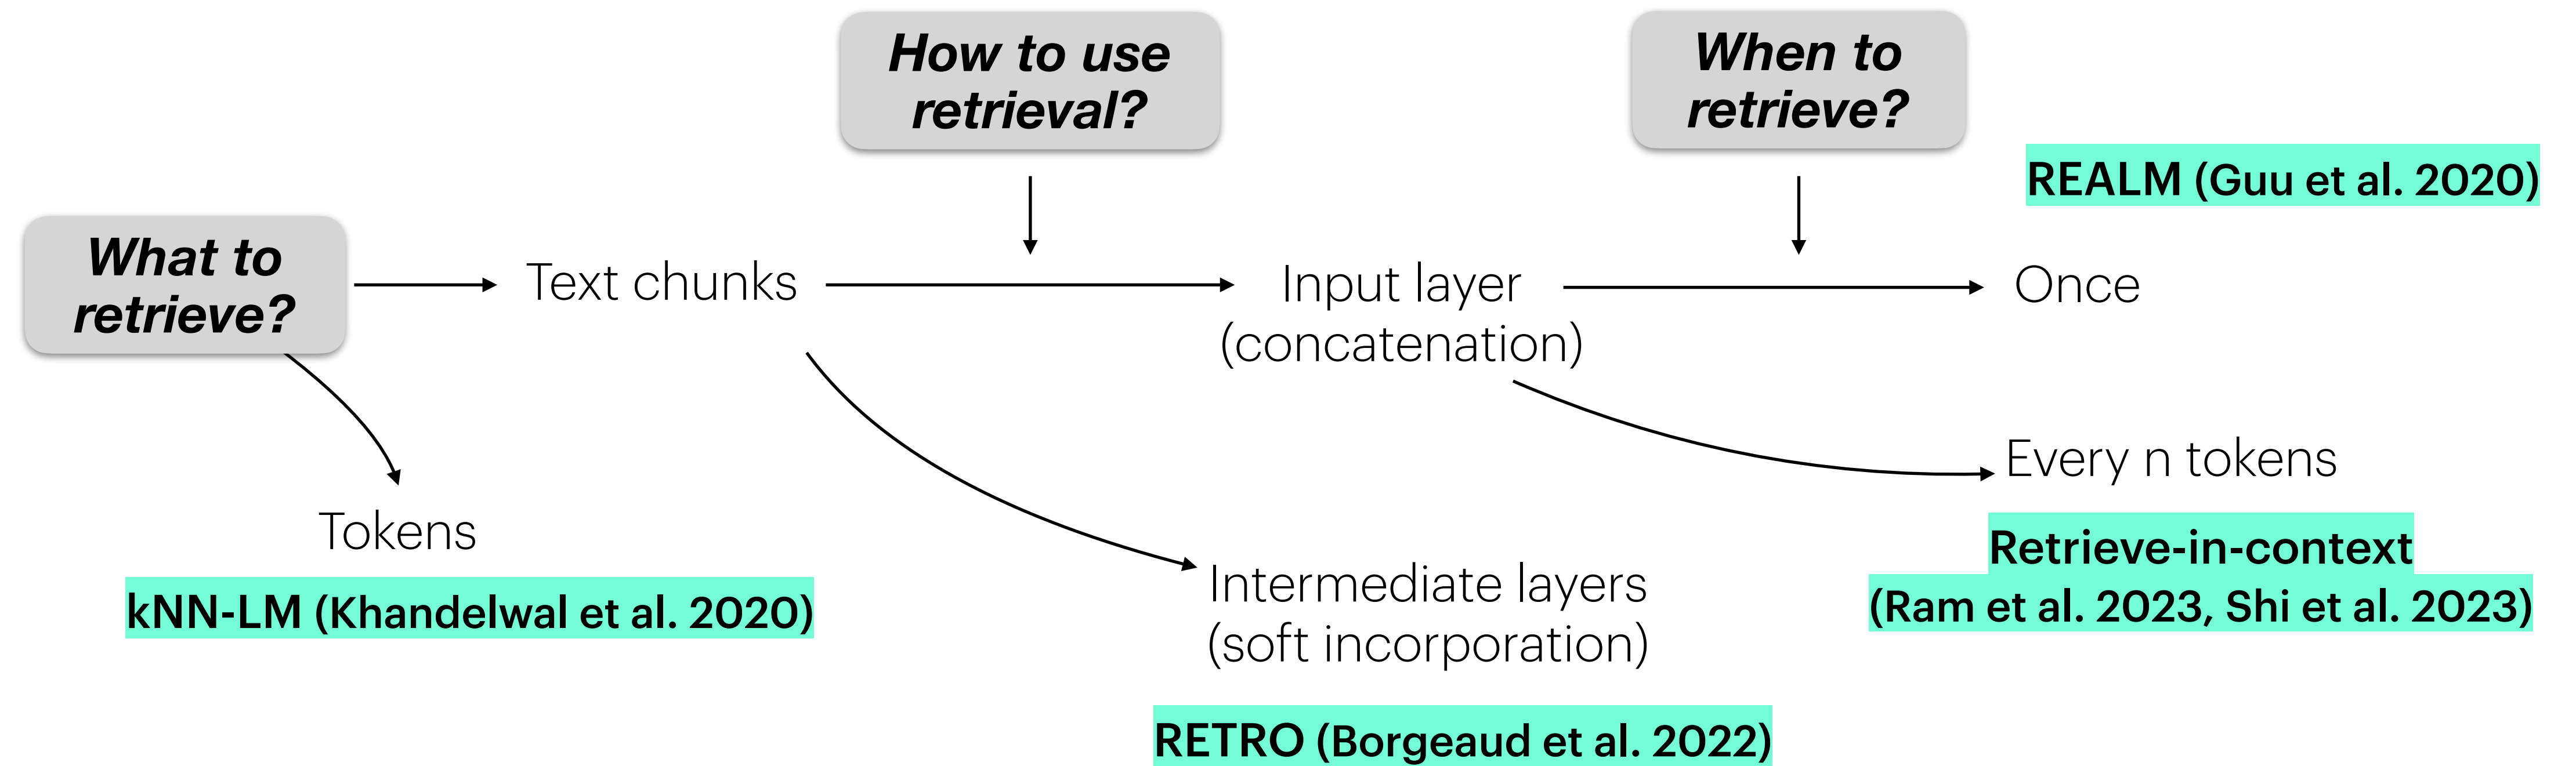 How to use
retrieval?
When to
retrieve?
REALM (Guu et al. 2020)
What to
retrieve?
Text chunks
Input layer
(concatenation)
Once
Every n tokens
Tokens
Retrieve-in-context
(Ram et al. 2023, Shi et al. 2023)
kNN-LM (Khandelwal et al. 2020)
Intermediate layers
(soft incorporation)
RETRO (Borgeaud et al. 2022)